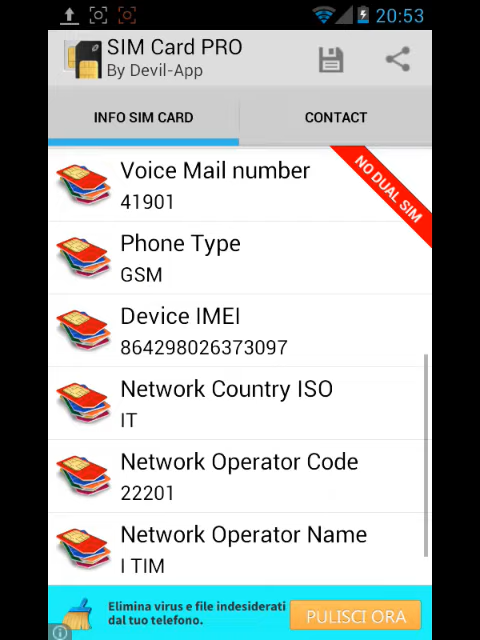 20:53
SIM Card PRO
By Devil-App
INFO SIM CARD
CONTACT
NO DUAL SIM
Voice Mail number
41901
Phone Type
GSM
Device IMEI
864298026373097
Network Country ISO
IT
Network Operator Code
22201
Network Operator Name
I TIM
Elimina virus e file indesiderati
dal tuo telefono.
PULISCI ORA